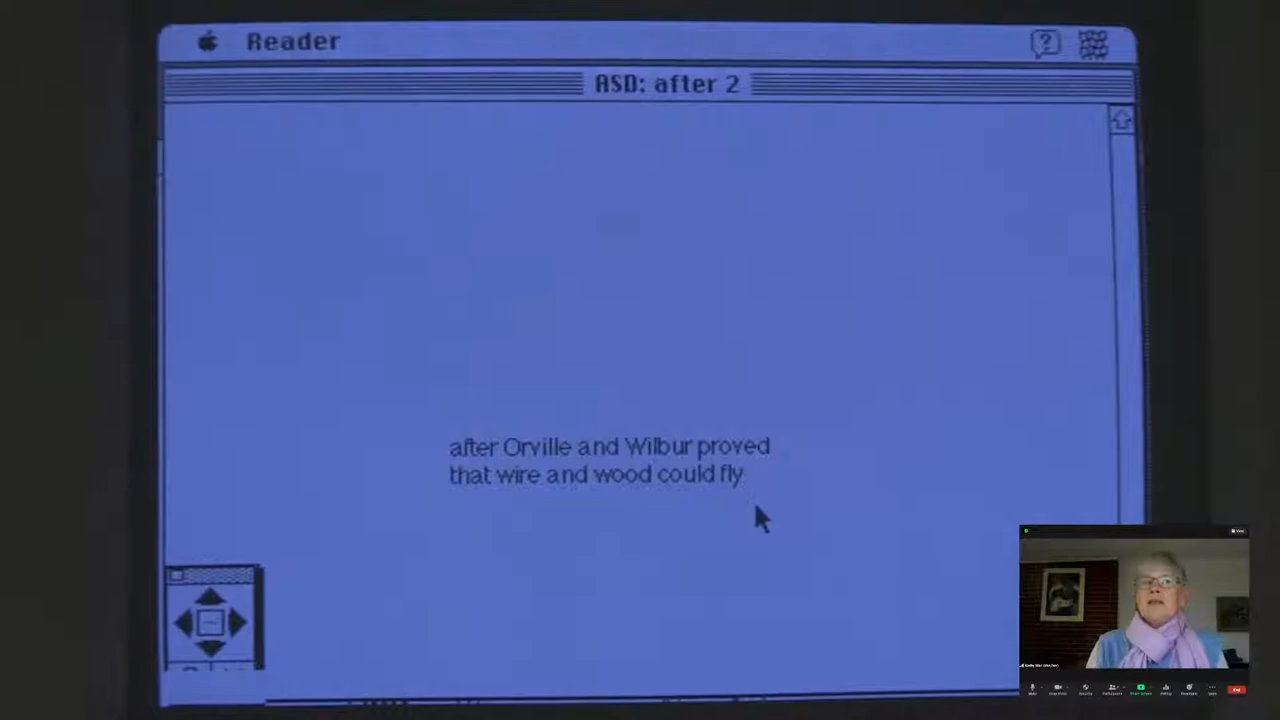 Reader
ASD: after 2
after Orville and Wilbur proved
that wire and wood could fly